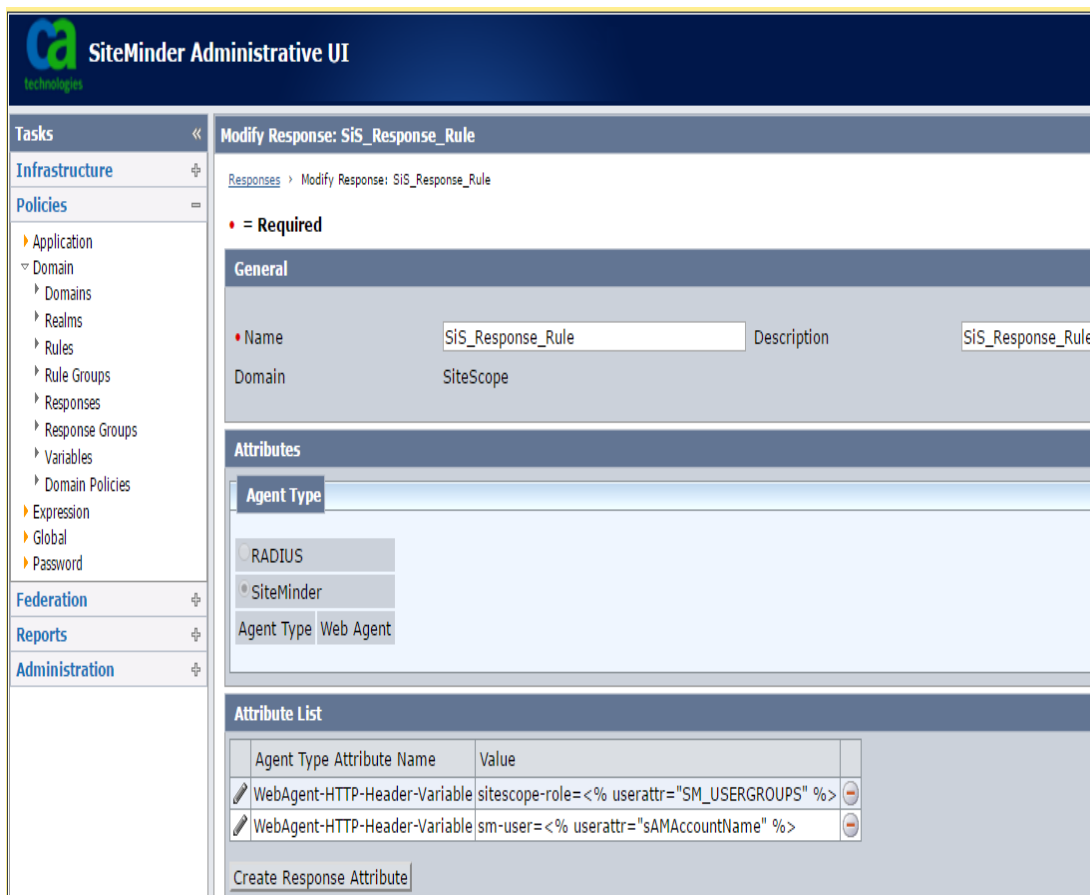 ca
technologies
SiteMinder Administrative UI
Tasks «
Infrastructure
Policies
Application
Domain
Domains
Realms
Rules
Rule Groups
Responses
Response Groups
Variables
Domain Policies
Expression
Global
Password
Federation
Reports
Administration
Modify Response: SiS_Response_Rule
Responses > Modify Response: SiS_Response_Rule
• = Required
General
• Name SiS_Response_Rule Description SiS_Response_Rule
Domain SiteScope
Attributes
Agent Type
RADIUS
SiteMinder
Agent Type Web Agent
Attribute List
Agent Type Attribute Name Value
WebAgent-HTTP-Header-Variable sitescope-role=<% userattr="SM_USERGROUPS" %>
WebAgent-HTTP-Header-Variable sm-user=<% userattr="sAMAccountName" %>
Create Response Attribute